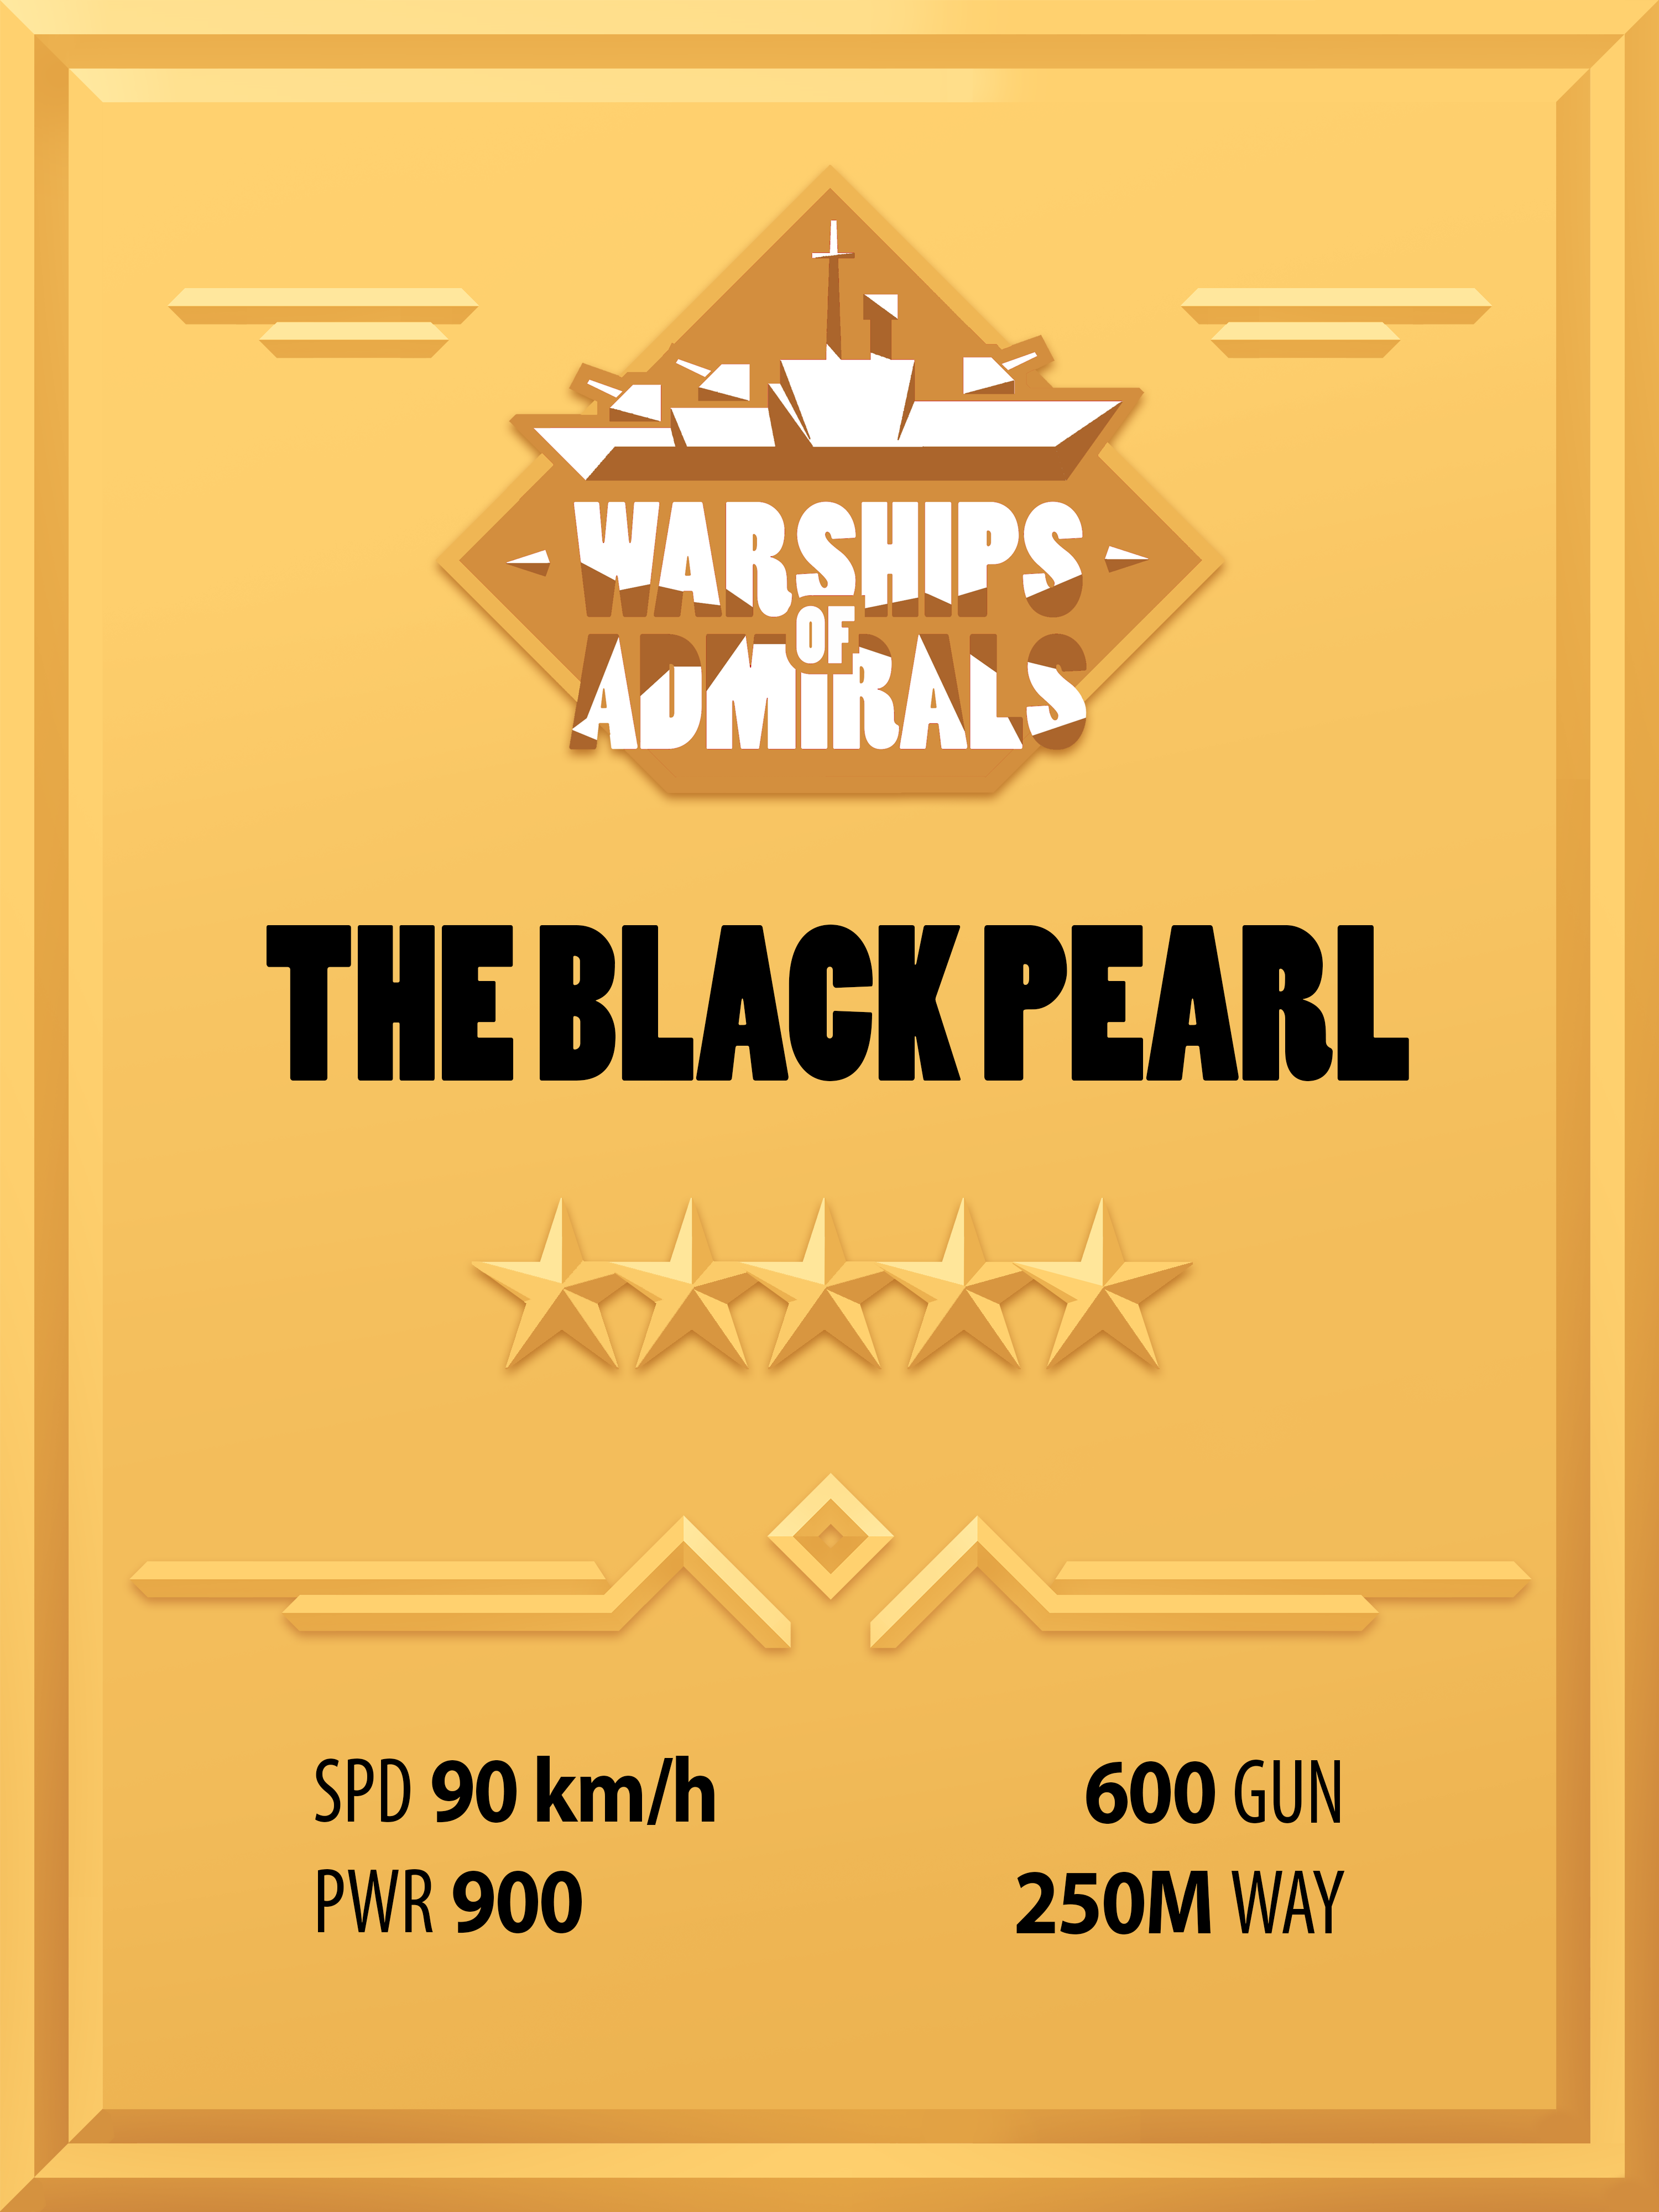 WARSHIPS
OF
ADMIRALS
THE BLACK PEARL
SPD 90 km/h
600 GUN
PWR 900
250M WAY